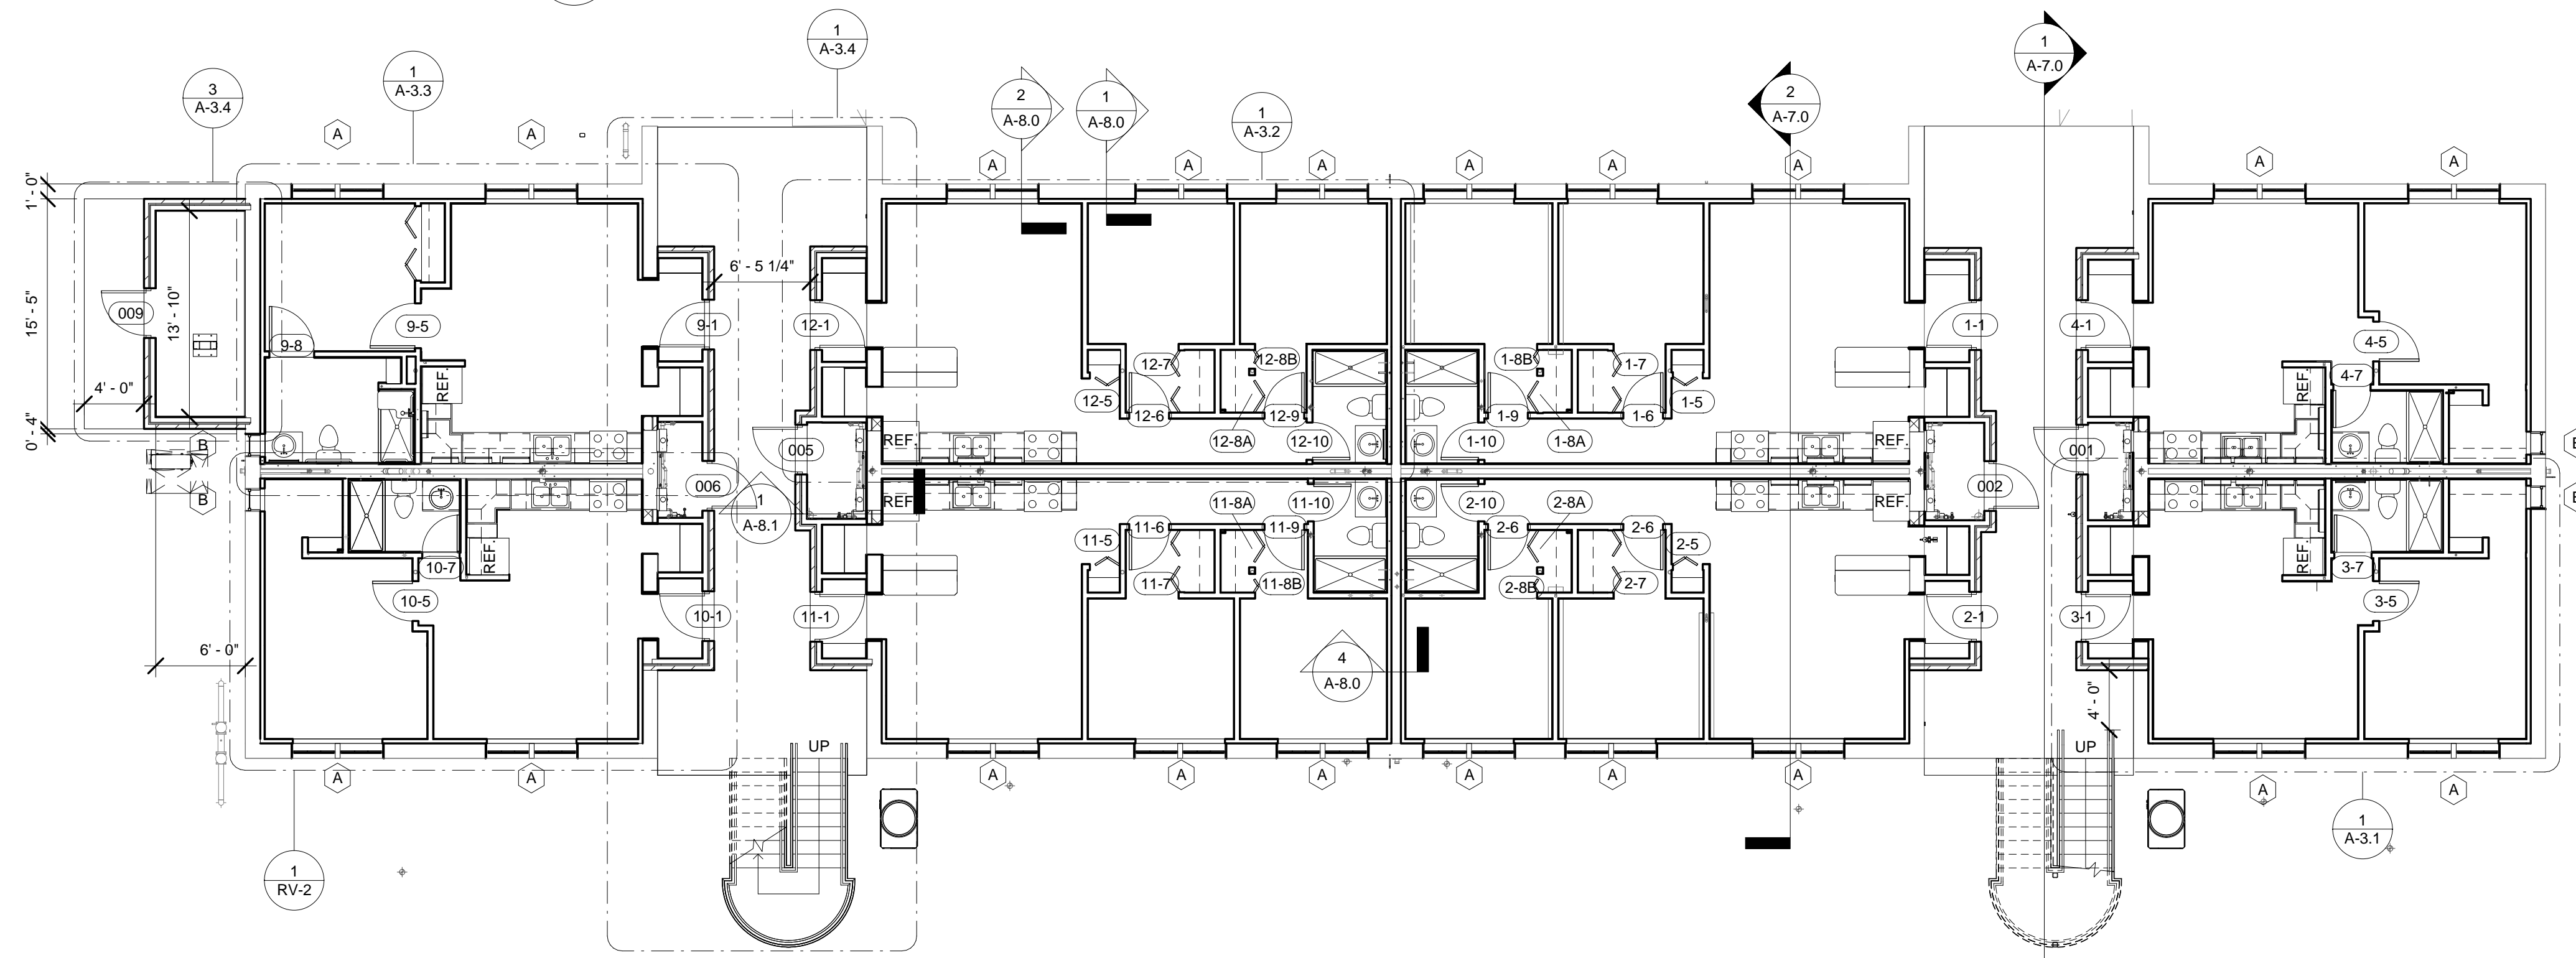 1
A-3.4
1
A-7.0
1
A-3.3
3
A-3.4
2
A-8.0
1
A-8.0
1
A-3.2
2
A-7.0
A
A
A
A
A
A
A
A
A
A
1' - 0"
15' - 5"
0' - 4"
13' - 10"
4' - 0"
6' - 5 1/4"
009
9-8
9-5
9-1
12-1
12-7
12-8B
1-8B
1-7
1-1
4-1
4-5
4-7
REF.
12-5
12-6
12-9
1-9
1-6
1-5
REF.
REF.
B
12-8A
12-10
1-10
1-8A
REF.
005
REF.
001
006
002
B
1
A-8.1
REF.
11-8A
11-10
2-10
2-8A
REF.
11-5
11-6
11-9
2-6
2-6
2-5
REF.
REF.
10-7
11-7
11-8B
2-8B
2-7
3-7
10-5
3-5
10-1
11-1
2-1
3-1
6' - 0"
4
A-8.0
4' - 0"
UP
UP
A
A
A
A
A
A
A
A
A
A
1
RV-2
1
A-3.1